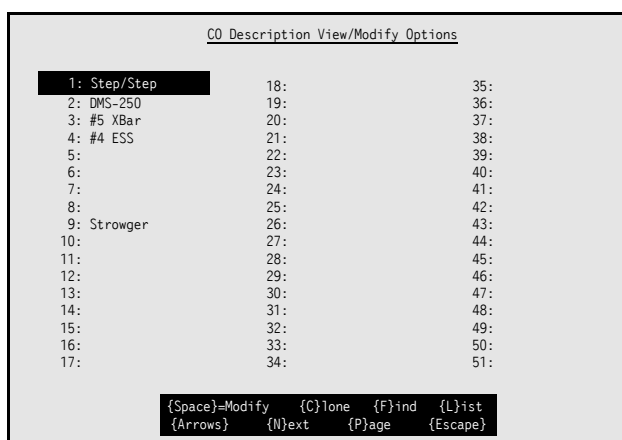 CO Description View/Modify Options
1: Step/Step 18: 35:
2: DMS-250 19: 36:
3: #5 XBar 20: 37:
4: #4 ESS 21: 38:
5: 22: 39:
6: 23: 40:
7: 24: 41:
8: 25: 42:
9: Strowger 26: 43:
10: 27: 44:
11: 28: 45:
12: 29: 46:
13: 30: 47:
14: 31: 48:
15: 32: 49:
16: 33: 50:
17: 34: 51:
{Space}=Modify {C}lone {F}ind {L}ist
{Arrows} {N}ext {P}age {Escape}